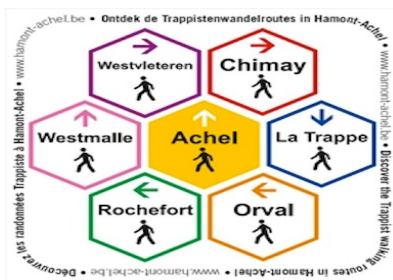 www.hamont-achel.be • Ontdek de Trappistenwandelroutes in Hamont-Achel •
www.hamont-achel.be • Discover the Trappist walking routes in Hamont-Achel •
www.hamont-achel.be • Découvrez les randonnées Trappiste à Hamont-Achel •
Westvleteren
Chimay
Westmalle
Achel
La Trappe
Rochefort
Orval